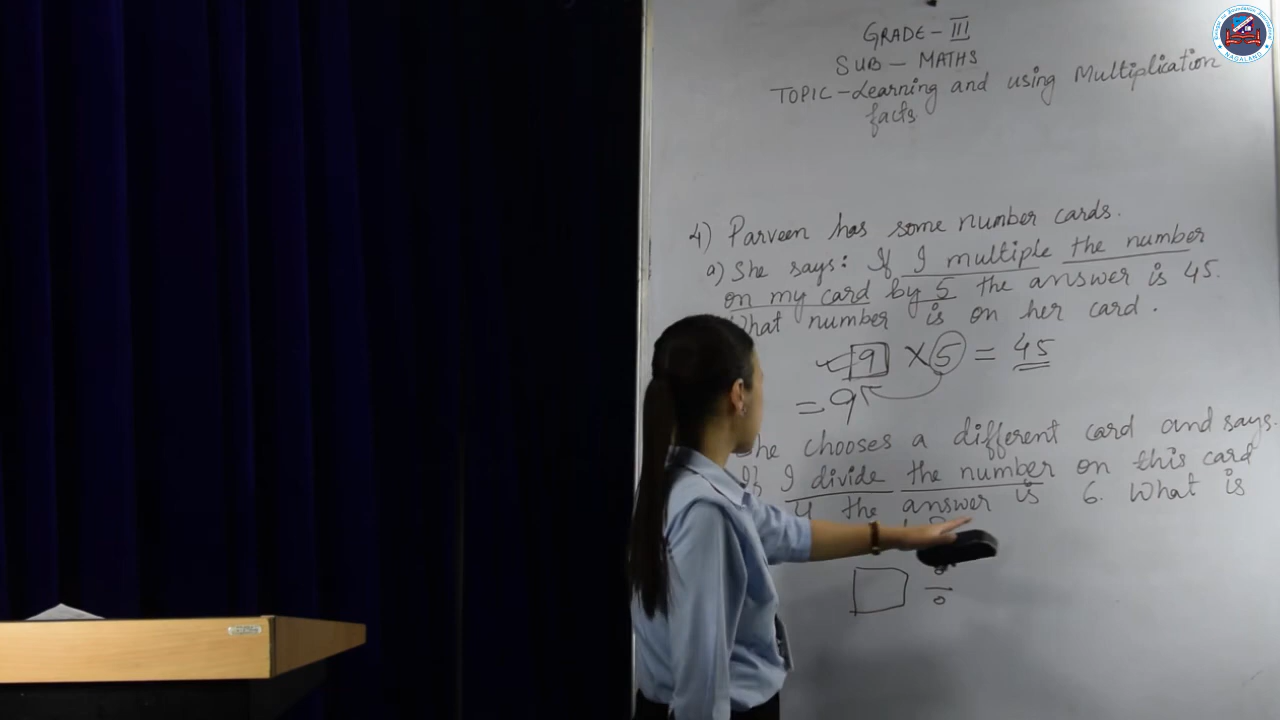 GRADE - III
SUB - MATHS
TOPIC - Learning and using Multiplication
facts
4) Parveen has some number cards.
a) She says: If I multiple the number
on my card by 5 the answer is 45.
What number is on her card.
9 × 5 = 45
= 9
She chooses a different card and says.
If I divide the number on this card
4 the answer is 6. What is
÷
NAGALAND